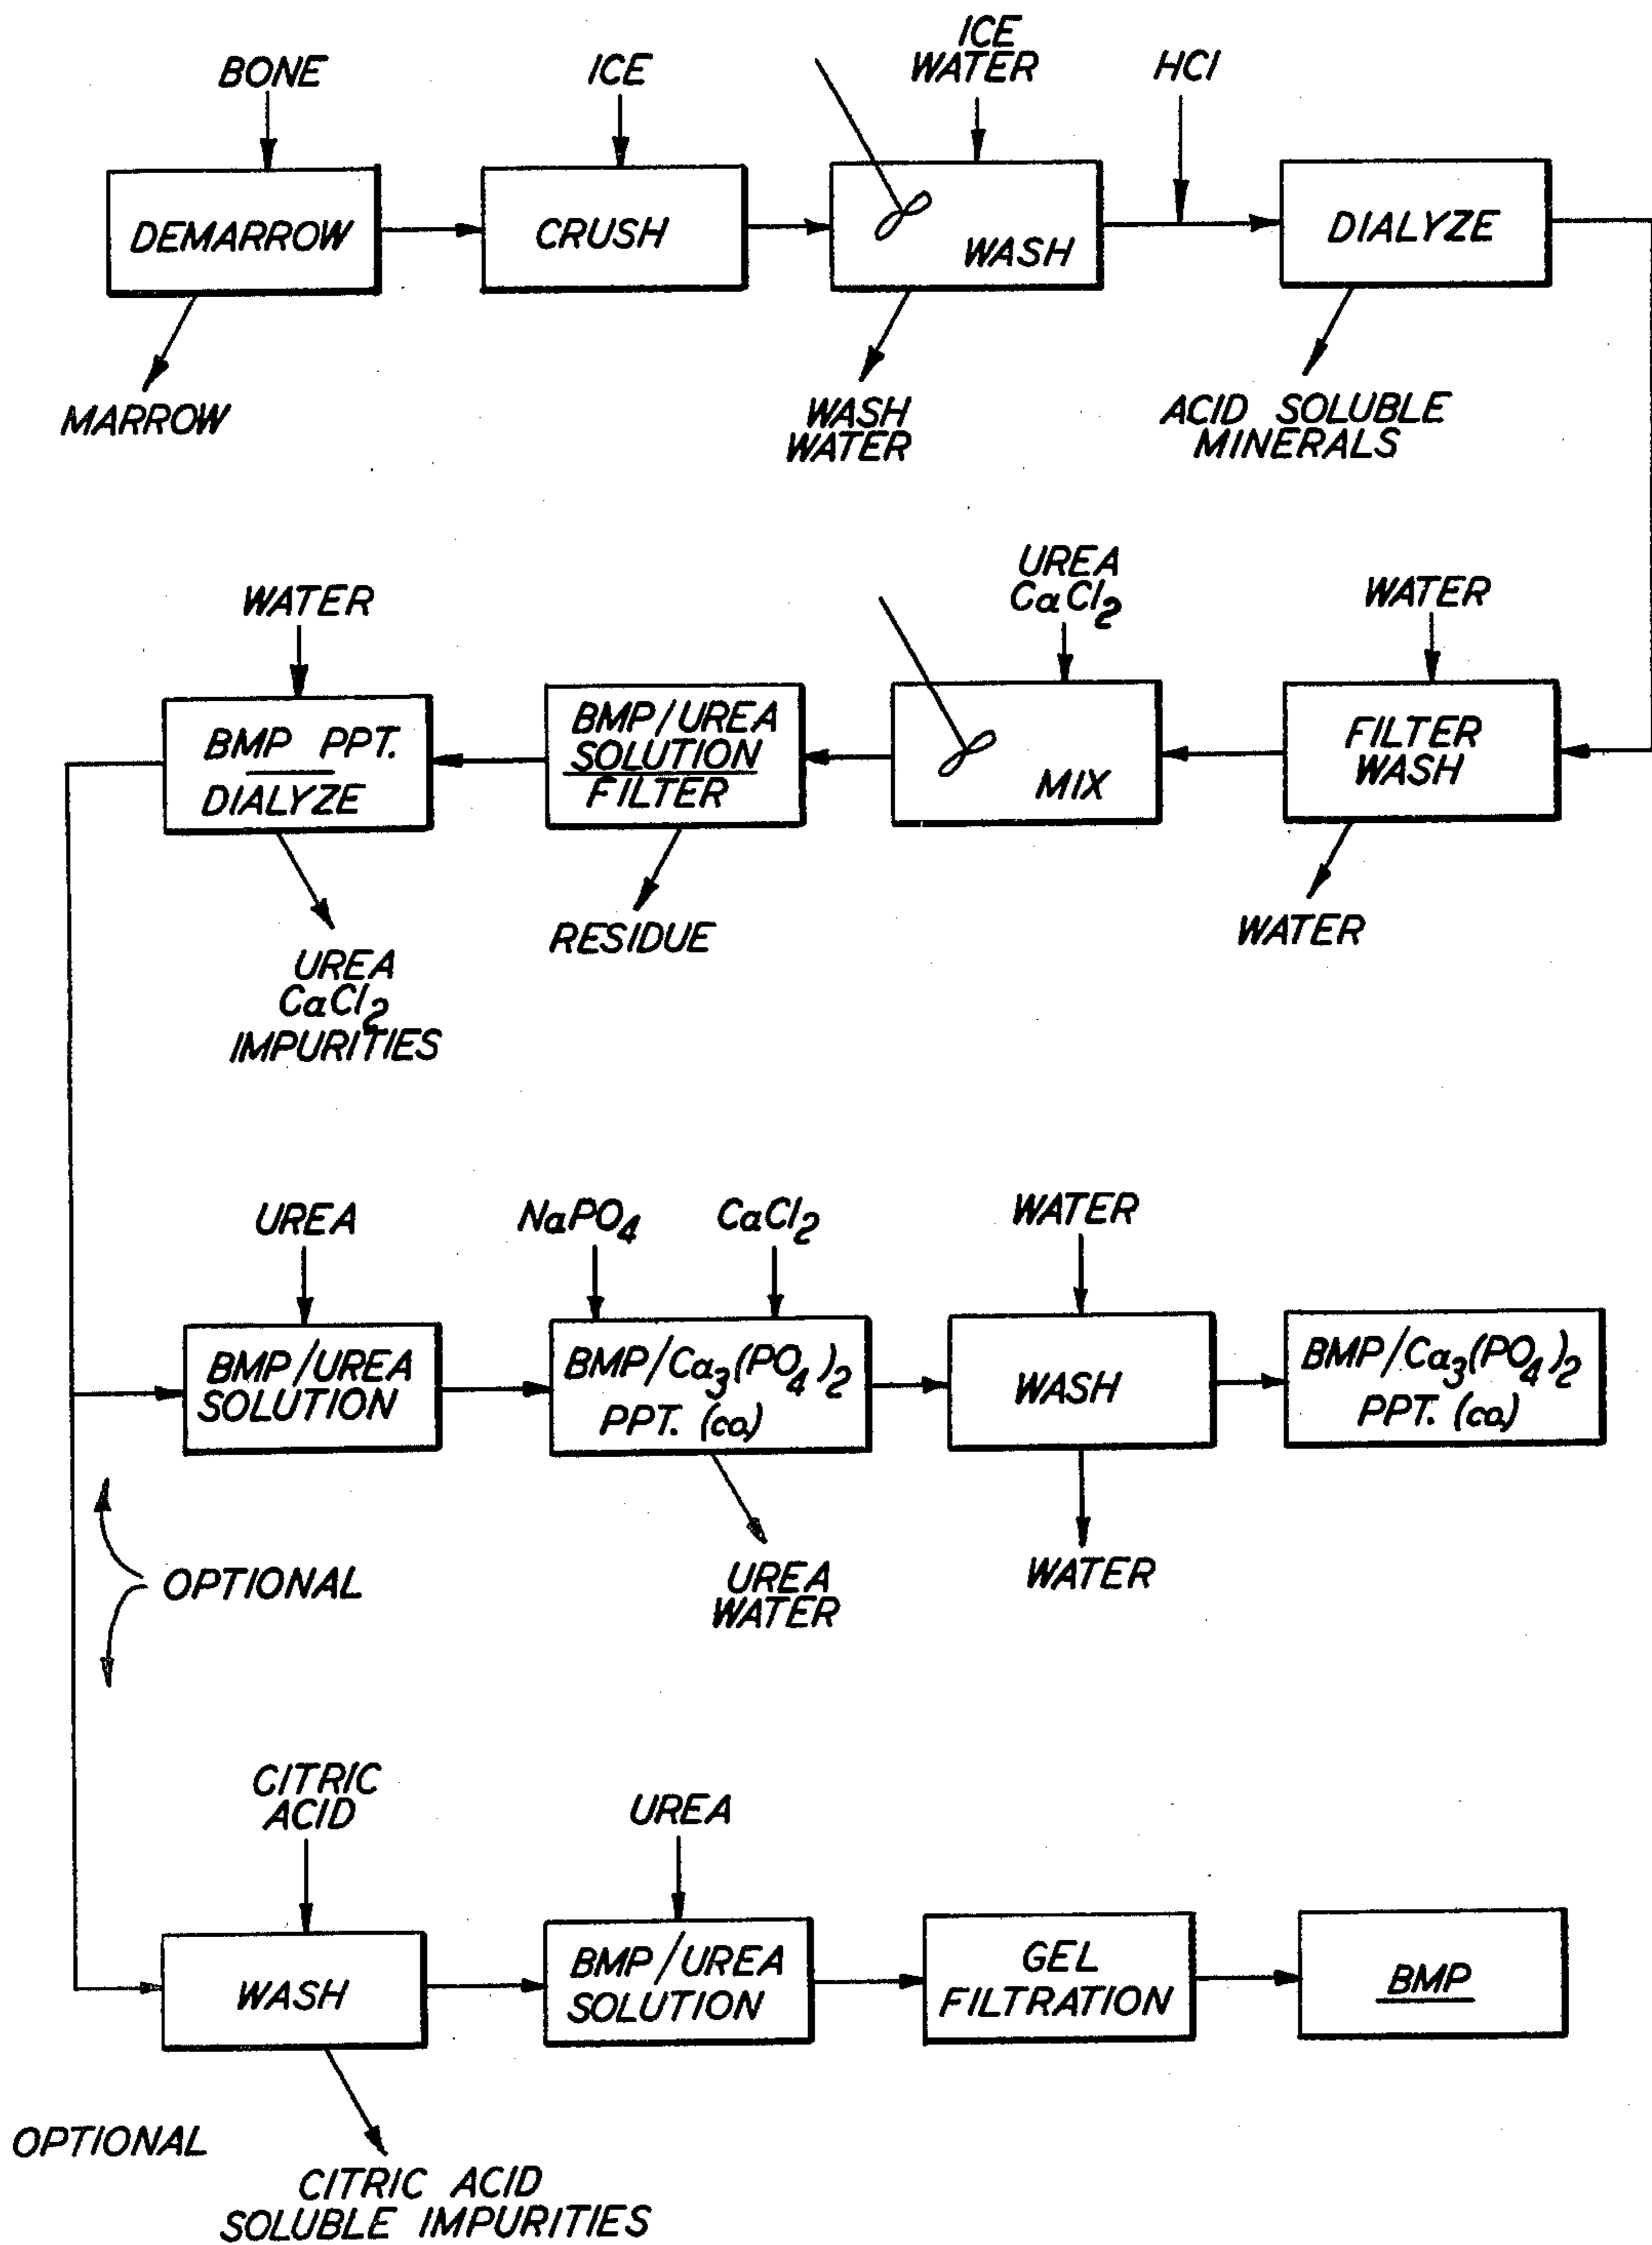 BONE
ICE
ICE
WATER
HCl
DEMARROW
CRUSH
WASH
DIALYZE
MARROW
WASH
WATER
ACID SOLUBLE
MINERALS
WATER
UREA
CaCl2
WATER
BMP PPT.
DIALYZE
BMP/UREA
SOLUTION
FILTER
MIX
FILTER
WASH
UREA
CaCl2
IMPURITIES
RESIDUE
WATER
UREA
NaPO4
CaCl2
WATER
BMP/UREA
SOLUTION
BMP/Ca3(PO4)2
PPT. (co.)
WASH
BMP/Ca3(PO4)2
PPT. (co.)
OPTIONAL
UREA
WATER
WATER
CITRIC
ACID
UREA
WASH
BMP/UREA
SOLUTION
GEL
FILTRATION
BMP
OPTIONAL
CITRIC ACID
SOLUBLE IMPURITIES